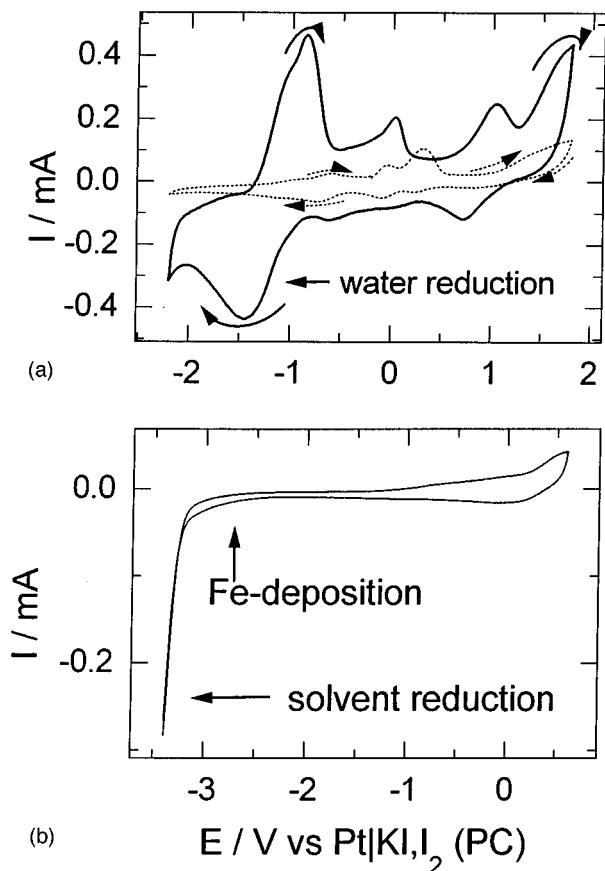 (a)
I / mA
0.4
0.2
0.0
-0.2
-0.4
water reduction
-2 -1 0 1 2
(b)
I / mA
0.0
-0.2
Fe-deposition
solvent reduction
-3 -2 -1 0
E / V vs Pt|KI,I₂ (PC)